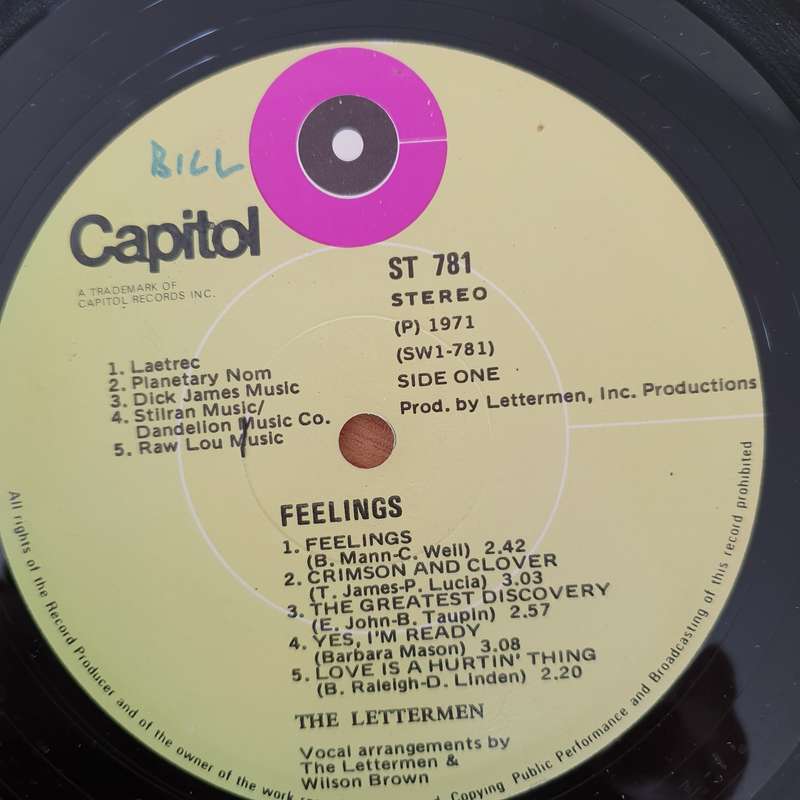 BILL
Capitol
A TRADEMARK OF
CAPITOL RECORDS INC.
ST 781
STEREO
(P) 1971
(SW1-781)
SIDE ONE
Prod. by Lettermen, Inc. Productions
1. Laetrec
2. Planetary Nom
3. Dick James Music
4. Stilran Music/
Dandelion Music Co.
5. Raw Lou Music
FEELINGS
1. FEELINGS
(B. Mann-C. Well) 2.42
2. CRIMSON AND CLOVER
(T. James-P. Lucia) 3.03
3. THE GREATEST DISCOVERY
(E. John-B. Taupin) 2.57
4. YES, I'M READY
(Barbara Mason) 3.08
5. LOVE IS A HURTIN' THING
(B. Raleigh-D. Linden) 2.20
THE LETTERMEN
Vocal arrangements by
The Lettermen &
Wilson Brown
All rights of the Record Producer and of the owner of the work Copying Public Performance and Broadcasting of this record prohibited